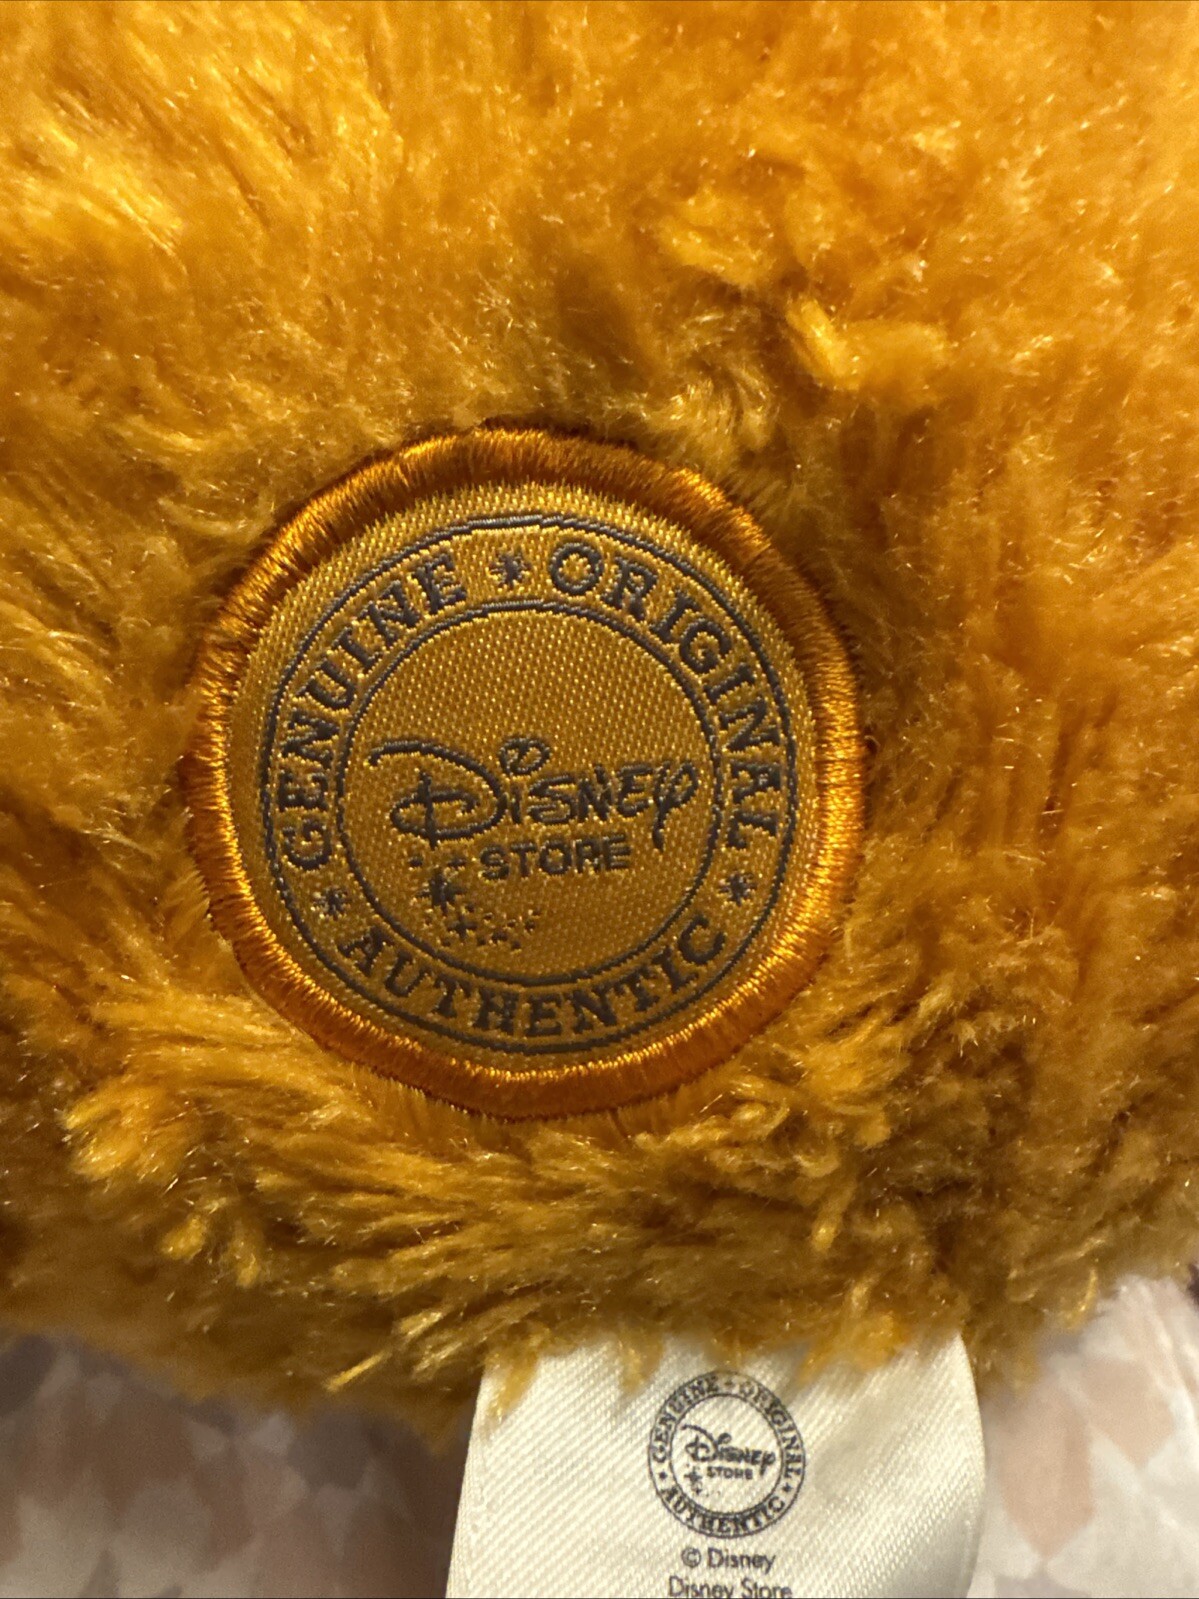 GENUINE * ORIGINAL
* AUTHENTIC *
Disney
STORE
GENUINE * ORIGINAL
* AUTHENTIC *
Disney
STORE
© Disney
Disney Store